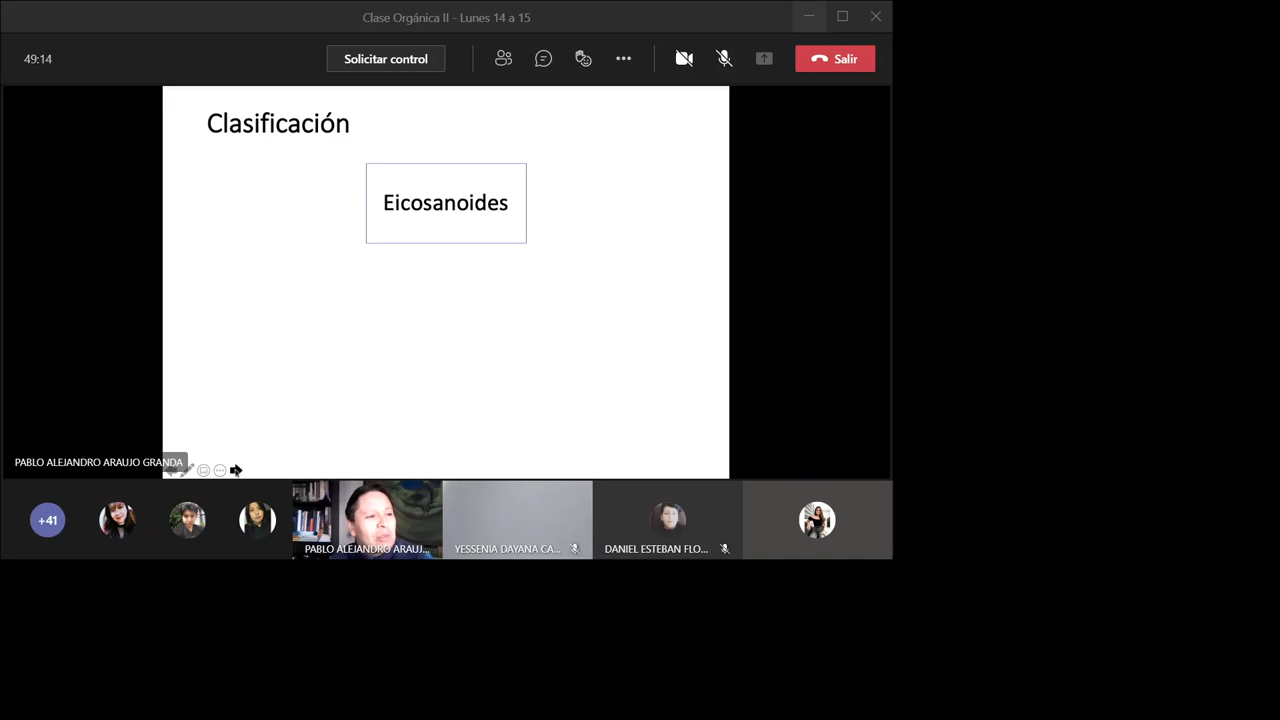 Clase Orgánica II - Lunes 14 a 15
49:14
Solicitar control
Salir
Clasificación
Eicosanoides
PABLO ALEJANDRO ARAUJO GRANDA
+41
PABLO ALEJANDRO ARAUJ...
YESSENIA DAYANA CA...
DANIEL ESTEBAN FLO...